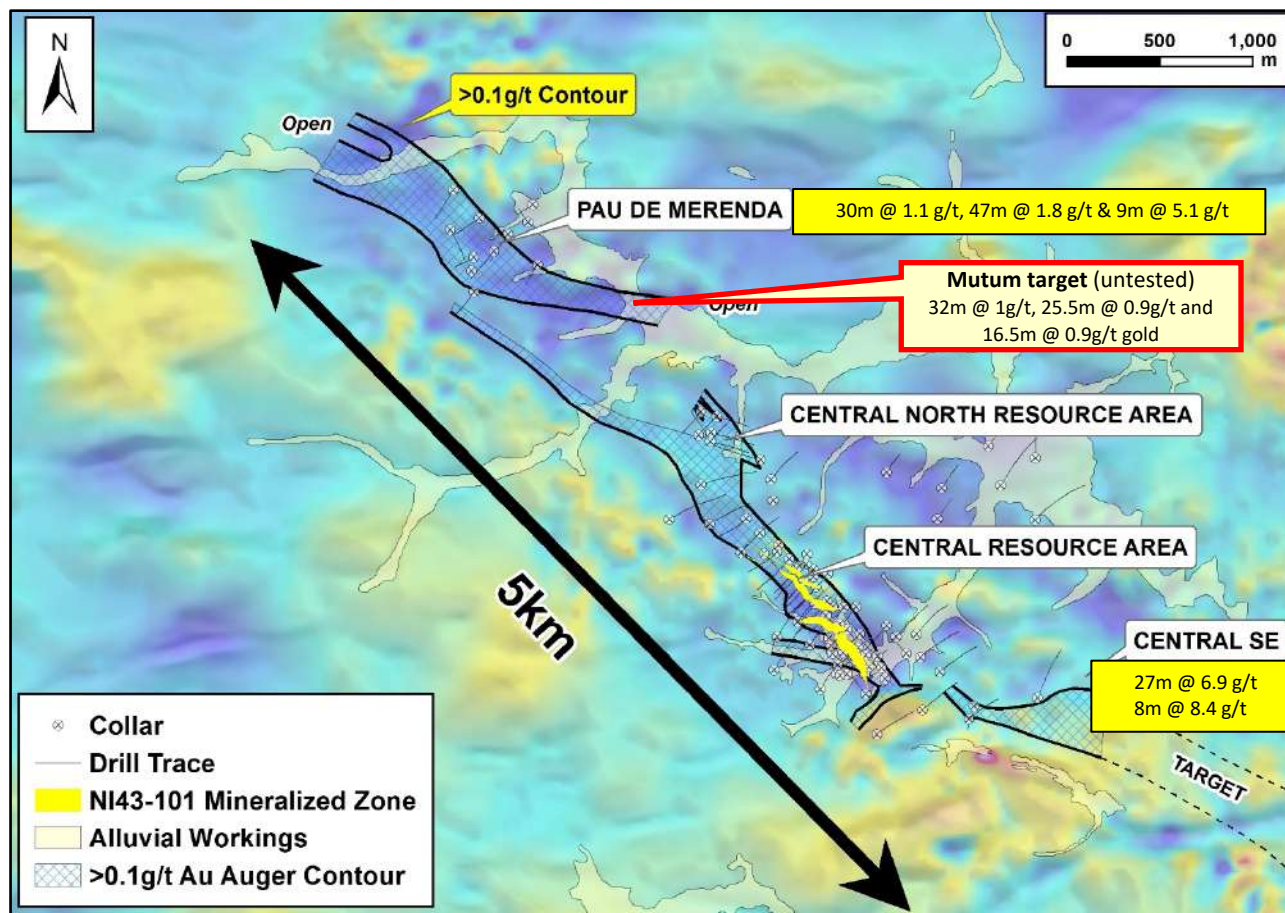 N
0 500 1,000
m
>0.1g/t Contour
Open
PAU DE MERENDA
30m @ 1.1 g/t, 47m @ 1.8 g/t & 9m @ 5.1 g/t
Mutum target (untested)
32m @ 1g/t, 25.5m @ 0.9g/t and
16.5m @ 0.9g/t gold
Open
CENTRAL NORTH RESOURCE AREA
CENTRAL RESOURCE AREA
5km
CENTRAL SE
27m @ 6.9 g/t
8m @ 8.4 g/t
TARGET
Collar
Drill Trace
NI43-101 Mineralized Zone
Alluvial Workings
>0.1g/t Au Auger Contour